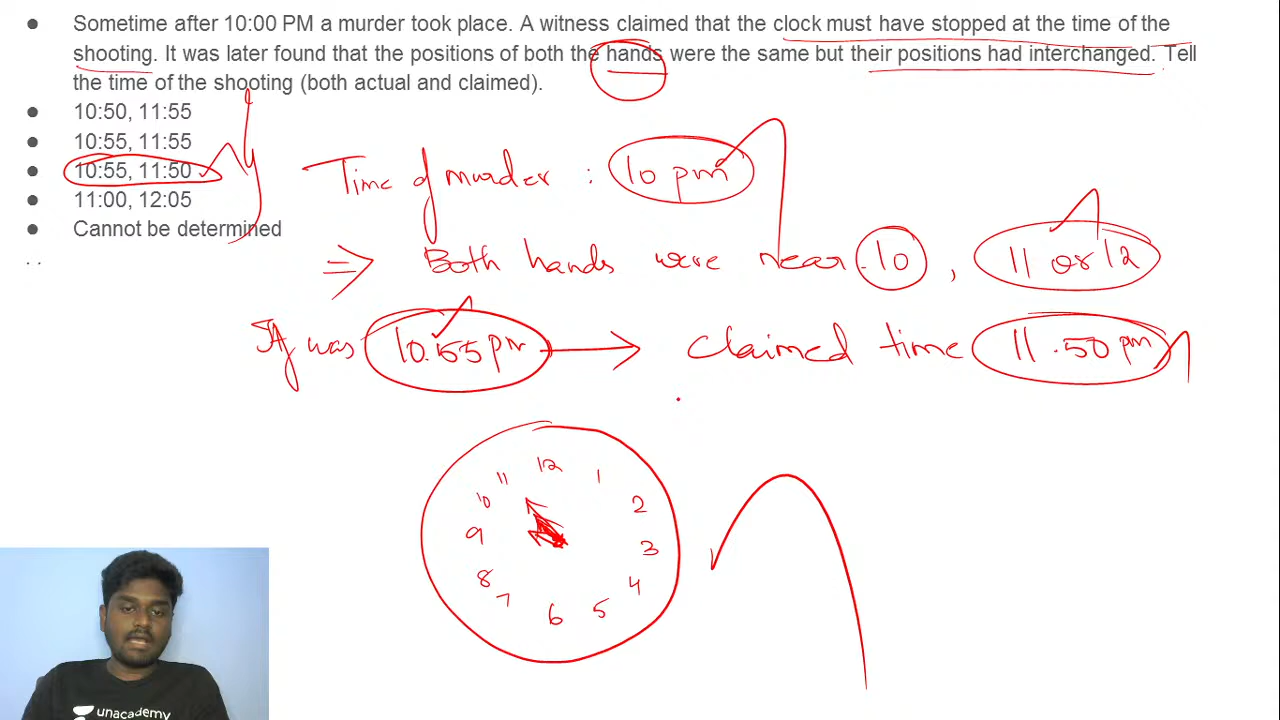 ● Sometime after 10:00 PM a murder took place. A witness claimed that the clock must have stopped at the time of the
shooting. It was later found that the positions of both the hands were the same but their positions had interchanged. Tell
the time of the shooting (both actual and claimed).
● 10:50, 11:55
● 10:55, 11:55
● 10:55, 11:50
● 11:00, 12:05
● Cannot be determined
Time of murder : 10 pm
⇒ Both hands were near 10, 11 or 12
If was 10.55 pm → claimed time 11.50 pm
12
11 1
10 2
9 3
8 4
7 5
6
unacademy